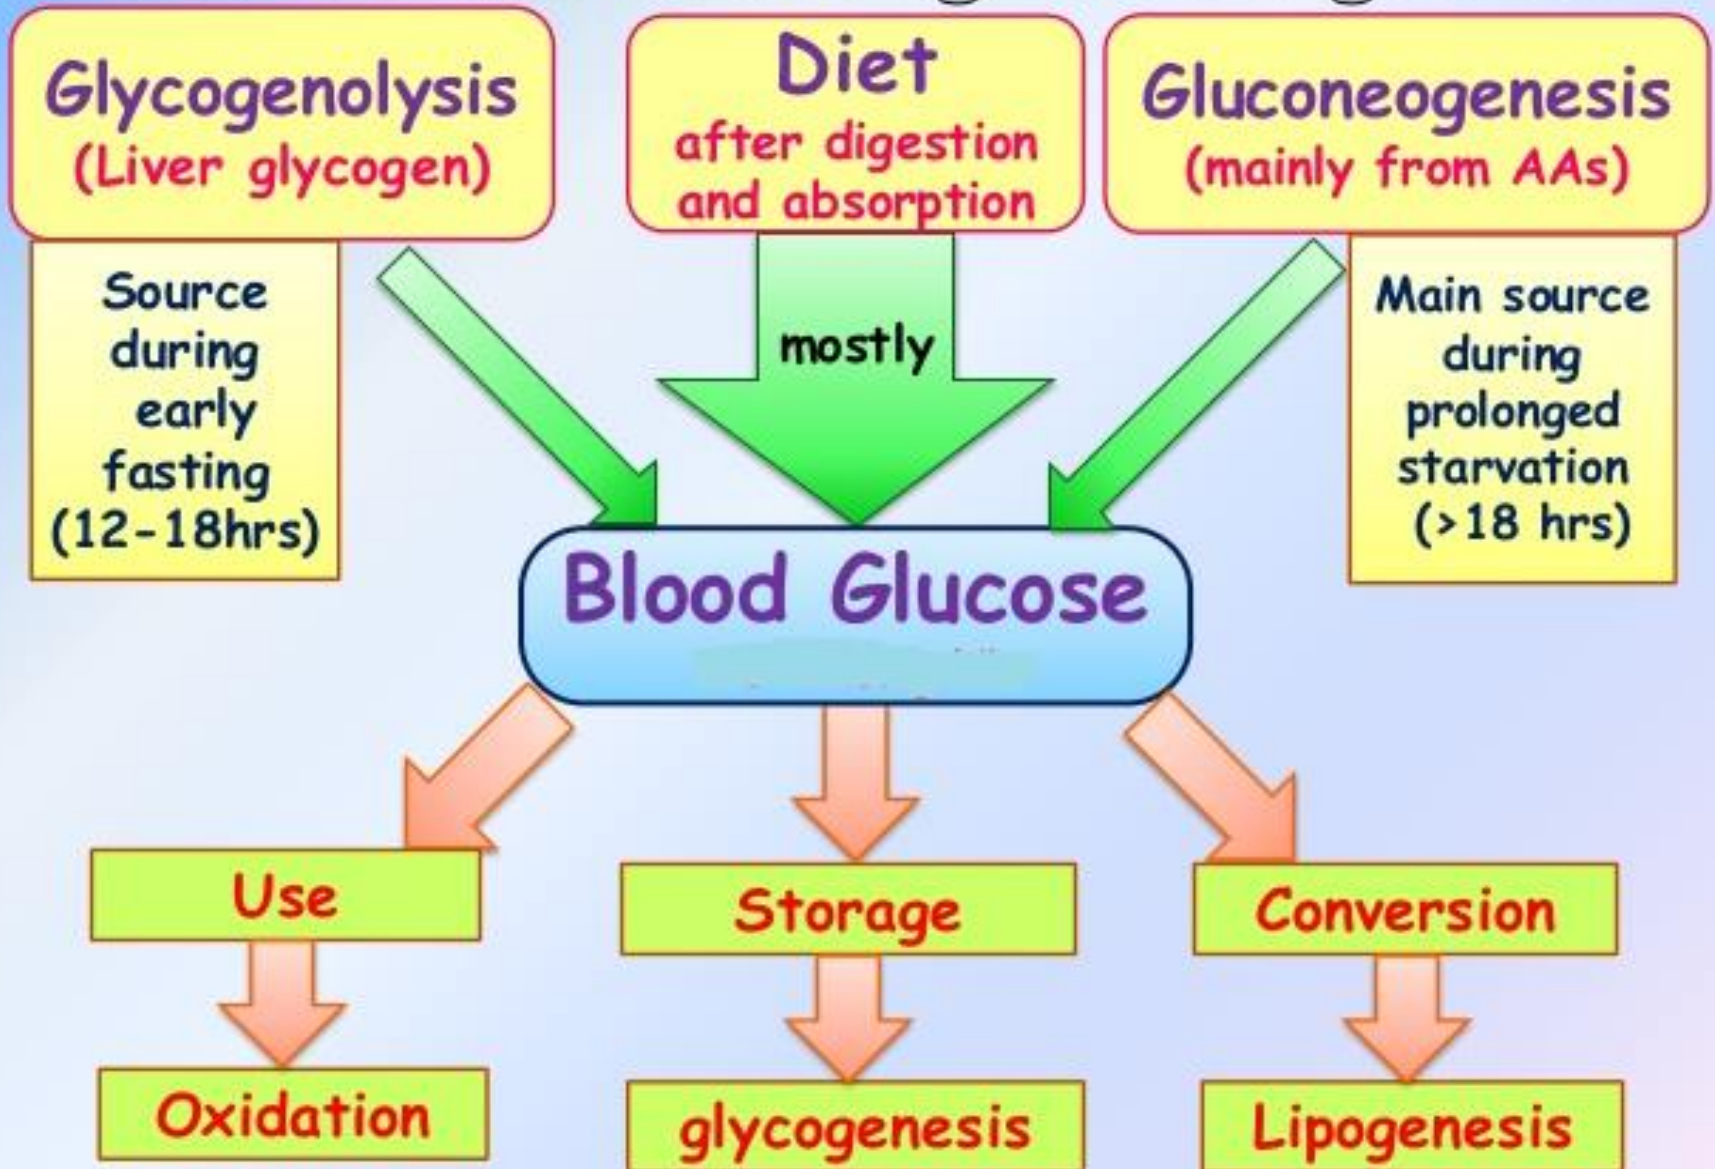 Glycogenolysis
(Liver glycogen)
Diet
after digestion
and absorption
Gluconeogenesis
(mainly from AAs)
Source
during
early
fasting
(12-18hrs)
mostly
Main source
during
prolonged
starvation
(>18 hrs)
Blood Glucose
Use
Storage
Conversion
Oxidation
glycogenesis
Lipogenesis